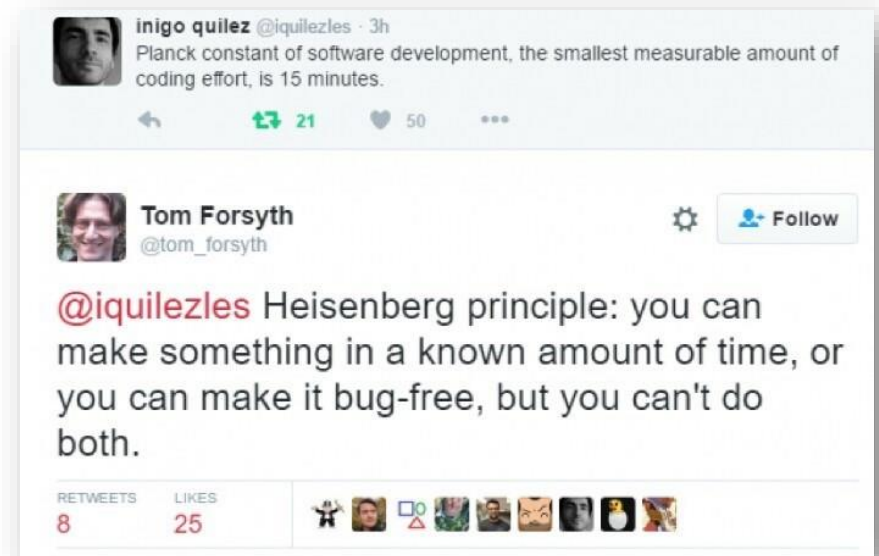 inigo quilez @iquilezles · 3h
Planck constant of software development, the smallest measurable amount of
coding effort, is 15 minutes.
21 50
Tom Forsyth
@tom_forsyth
Follow
@iquilezles Heisenberg principle: you can
make something in a known amount of time, or
you can make it bug-free, but you can't do
both.
RETWEETS LIKES
8 25